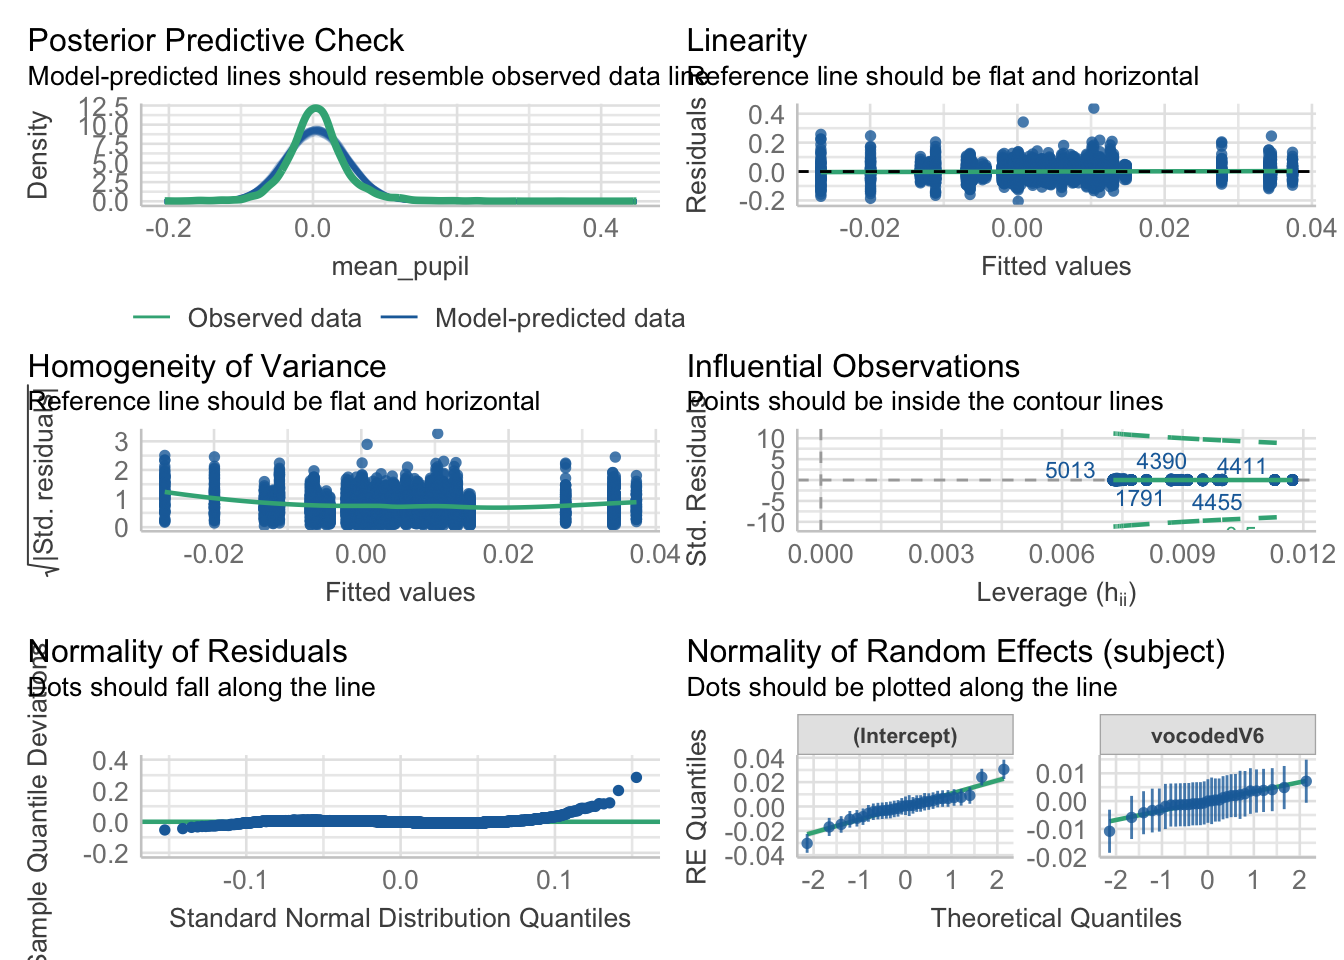 Posterior Predictive Check
Model-predicted lines should resemble observed data line
Density
12.5
10.0
7.5
5.0
2.5
0.0
-0.2 0.0 0.2 0.4
mean_pupil
Observed data Model-predicted data
Linearity
Reference line should be flat and horizontal
Residuals
0.4
0.2
0.0
-0.2
-0.02 0.00 0.02 0.04
Fitted values
Homogeneity of Variance
Reference line should be flat and horizontal
√|Std. residuals|
3
2
1
0
-0.02 0.00 0.02 0.04
Fitted values
Influential Observations
Points should be inside the contour lines
Std. Residuals
10
5
0
-5
-10
5013
4390
4411
1791
4455
0.000 0.003 0.006 0.009 0.012
Leverage (hii)
Normality of Residuals
Dots should fall along the line
Sample Quantile Deviations
0.4
0.2
0.0
-0.2
-0.1 0.0 0.1
Standard Normal Distribution Quantiles
Normality of Random Effects (subject)
Dots should be plotted along the line
RE Quantiles
(Intercept)
0.04
0.02
0.00
-0.02
-0.04
-2 -1 0 1 2
vocodedV6
0.01
0.00
-0.01
-0.02
-2 -1 0 1 2
Theoretical Quantiles